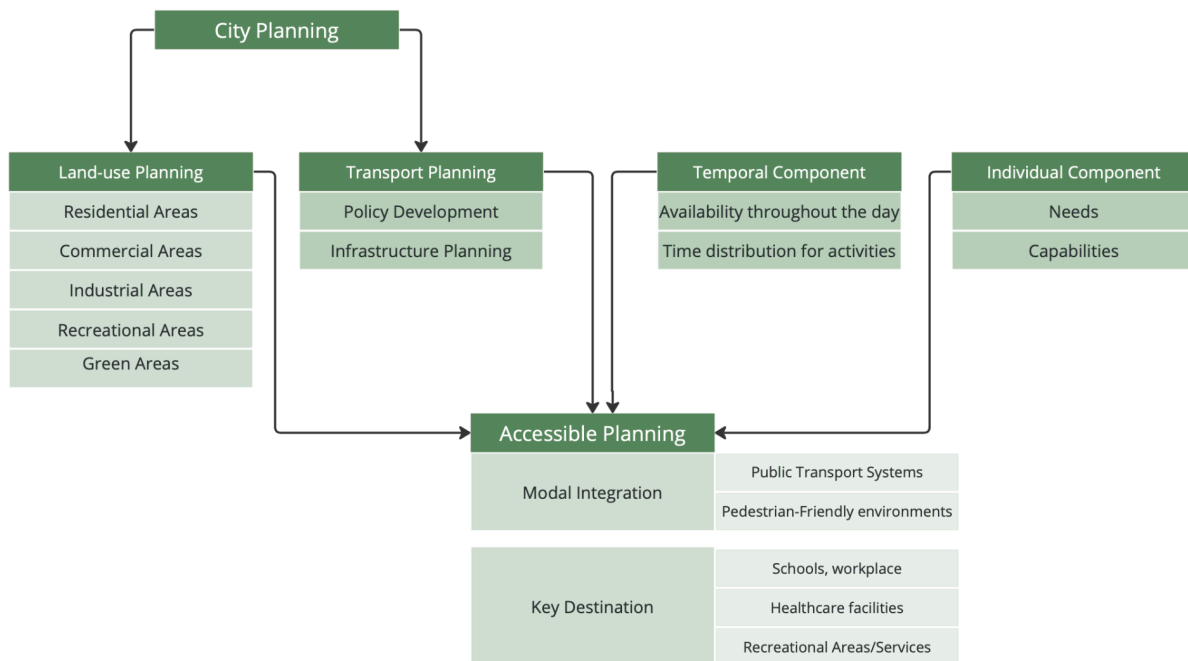 City Planning
Land-use Planning
Residential Areas
Commercial Areas
Industrial Areas
Recreational Areas
Green Areas
Transport Planning
Policy Development
Infrastructure Planning
Temporal Component
Availability throughout the day
Time distribution for activities
Individual Component
Needs
Capabilities
Accessible Planning
Modal Integration
Public Transport Systems
Pedestrian-Friendly environments
Key Destination
Schools, workplace
Healthcare facilities
Recreational Areas/Services